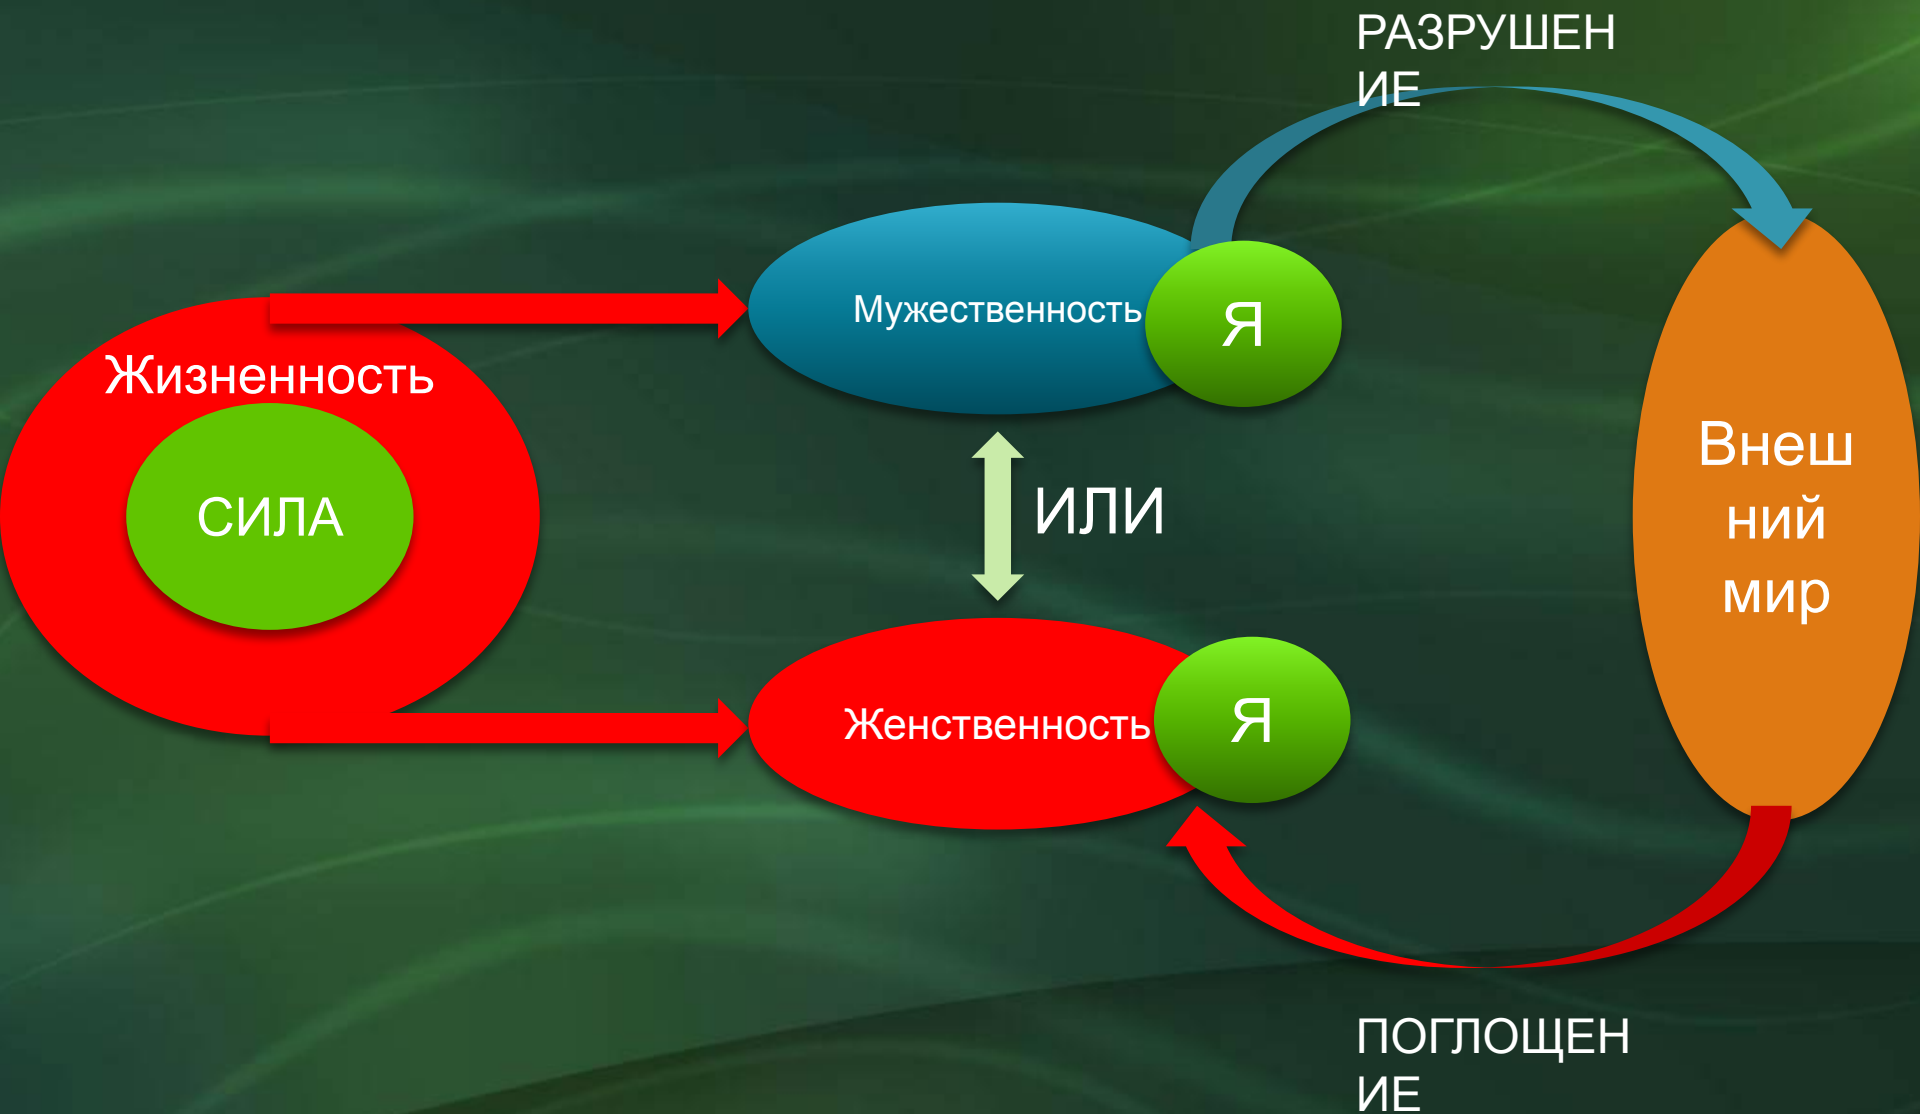 РАЗРУШЕН
ИЕ
Мужественность
Я
Жизненность
СИЛА
ИЛИ
Внеш
ний
мир
Женственность
Я
ПОГЛОЩЕН
ИЕ